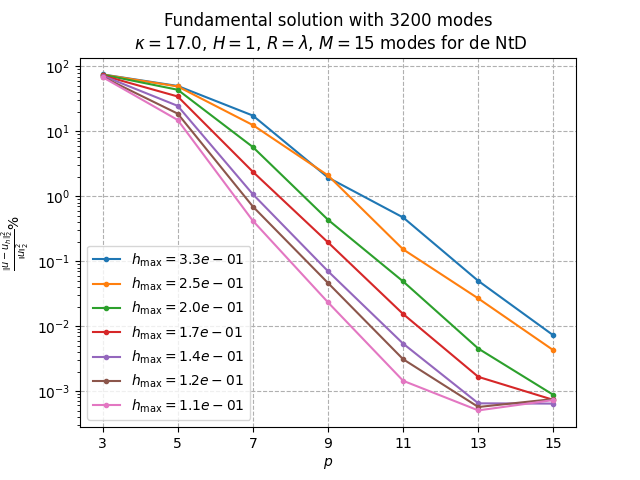 Fundamental solution with 3200 modes
κ = 17.0, H = 1, R = λ, M = 15 modes for de NtD
‖u − u_h‖₂² / ‖u‖₂² %
10²
10¹
10⁰
10⁻¹
10⁻²
10⁻³
h_max = 3.3e − 01
h_max = 2.5e − 01
h_max = 2.0e − 01
h_max = 1.7e − 01
h_max = 1.4e − 01
h_max = 1.2e − 01
h_max = 1.1e − 01
3 5 7 9 11 13 15
p